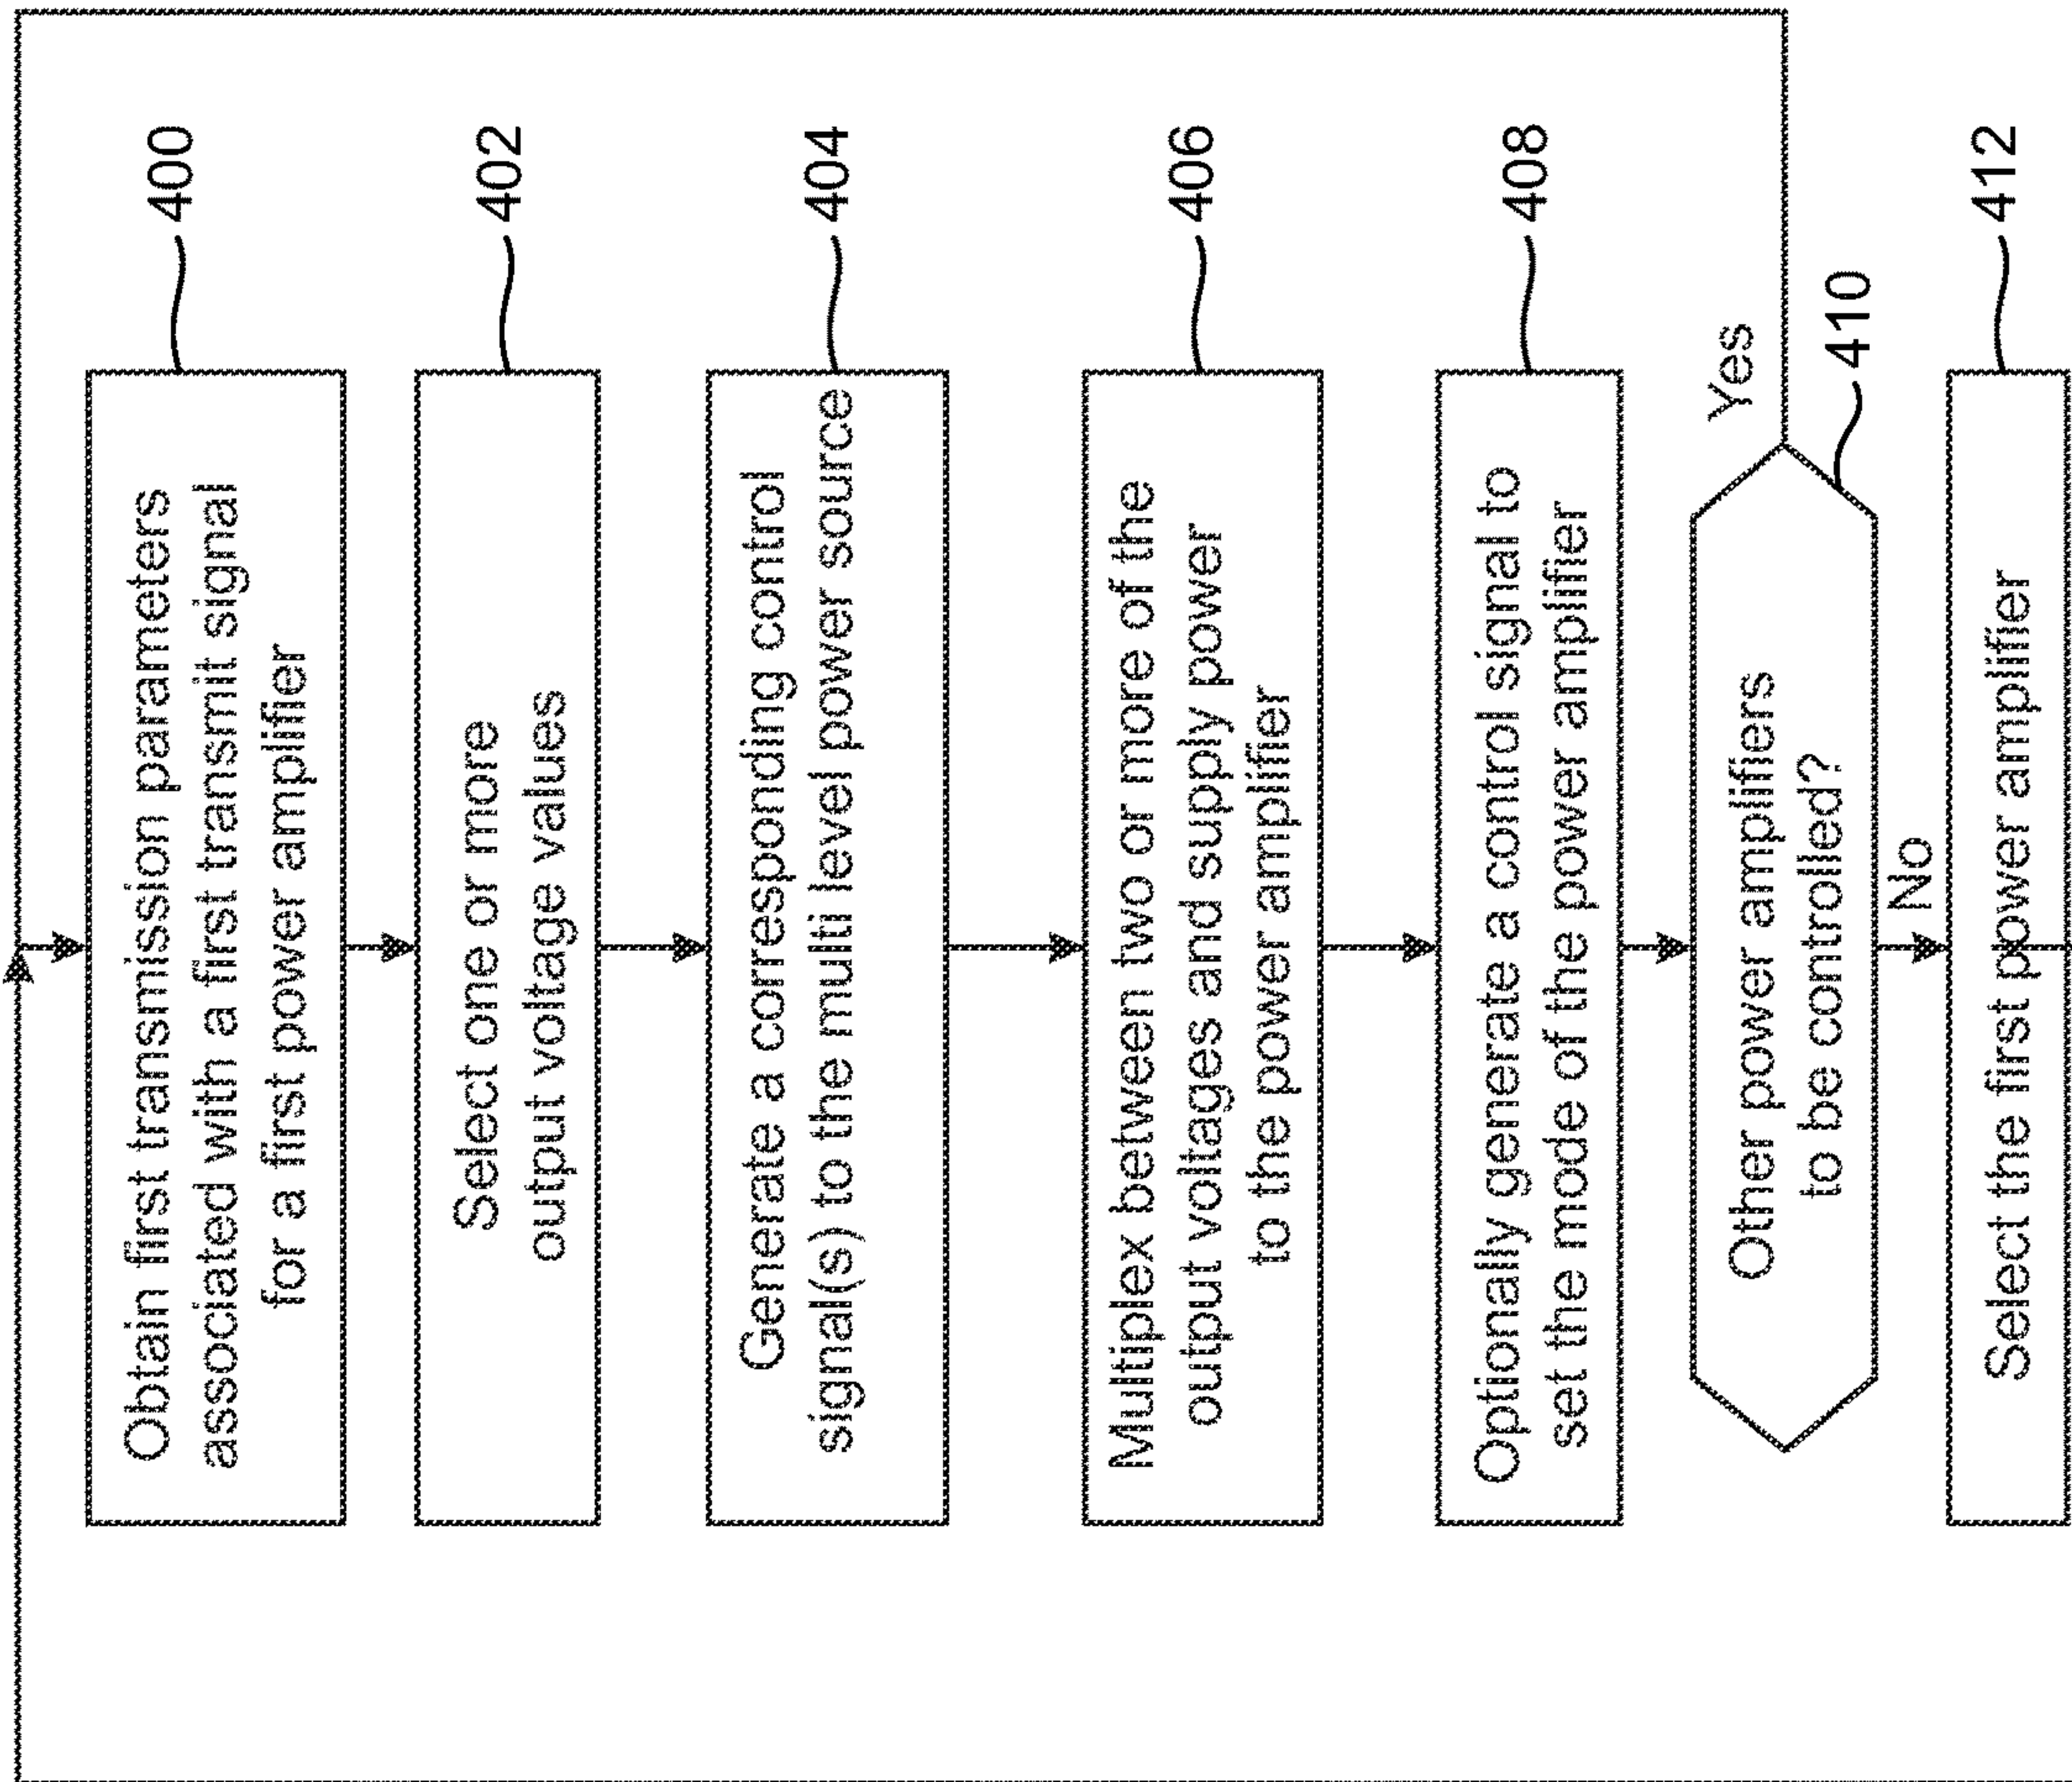 Obtain first transmission parameters
associated with a first transmit signal
for a first power amplifier
400
Select one or more
output voltage values
402
Generate a corresponding control
signal(s) to the multi level power source
404
Multiplex between two or more of the
output voltages and supply power
to the power amplifier
406
Optionally generate a control signal to
set the mode of the power amplifier
408
Other power amplifiers
to be controlled?
Yes
410
No
Select the first power amplifier
412